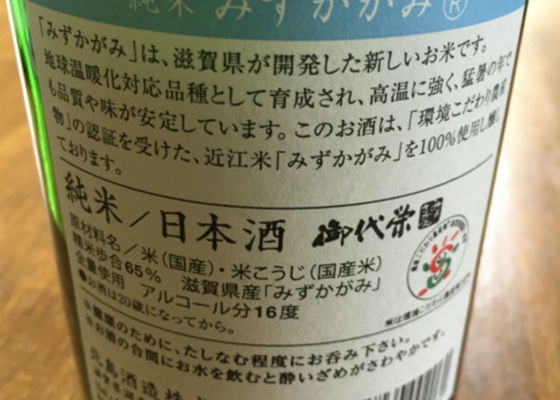 純米 みずかがみ®
「みずかがみ」は、滋賀県が開発した新しいお米です。
地球温暖化対応品種として育成され、高温に強く、猛暑の年で
も品質や味が安定しています。このお酒は、「環境こだわり農産
物」の認証を受けた、近江米「みずかがみ」を100%使用し醸し
ております。
純米/日本酒 御代栄
原材料名/米(国産)・米こうじ(国産米)
精米歩合65% 滋賀県産「みずかがみ」
全量使用 アルコール分16度
●お酒は20歳になってから。
※健康のために、たしなむ程度にお呑み下さい。
※お酒の合間にお水を飲むと酔いざめがさわやかです。
北島酒造株